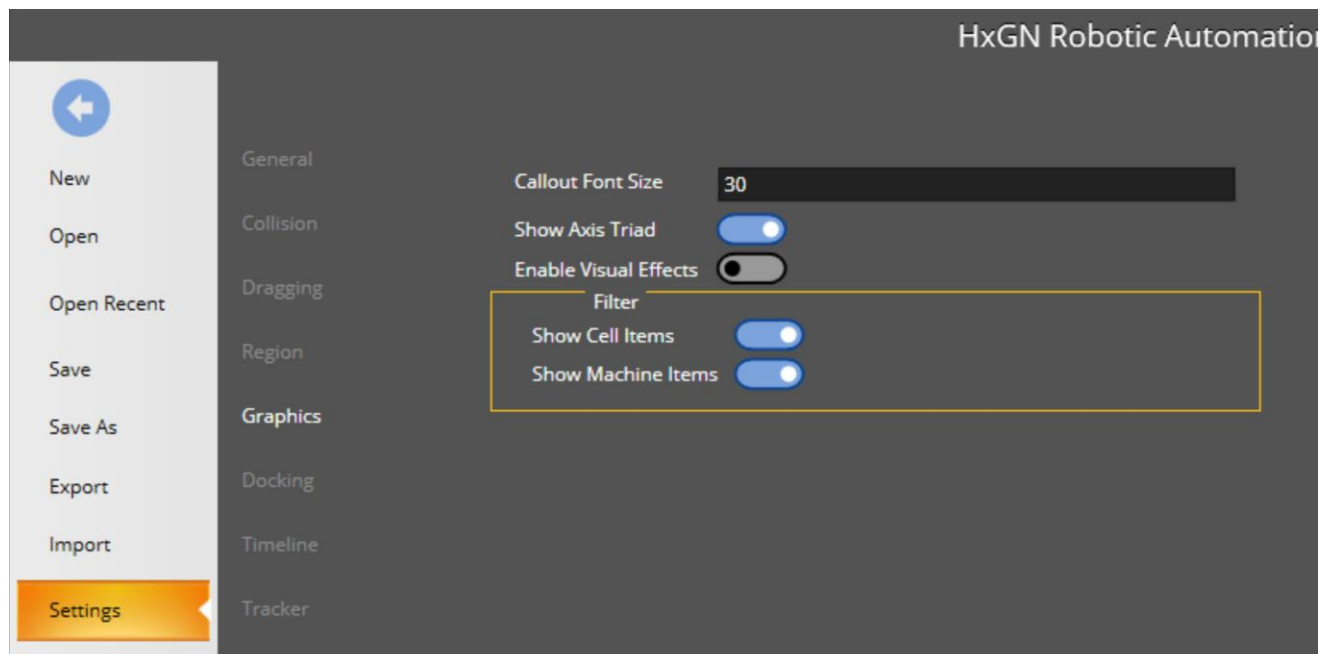 HxGN Robotic Automation
New
Open
Open Recent
Save
Save As
Export
Import
Settings
General
Collision
Dragging
Region
Graphics
Docking
Timeline
Tracker
Callout Font Size 30
Show Axis Triad
Enable Visual Effects
Filter
Show Cell Items
Show Machine Items